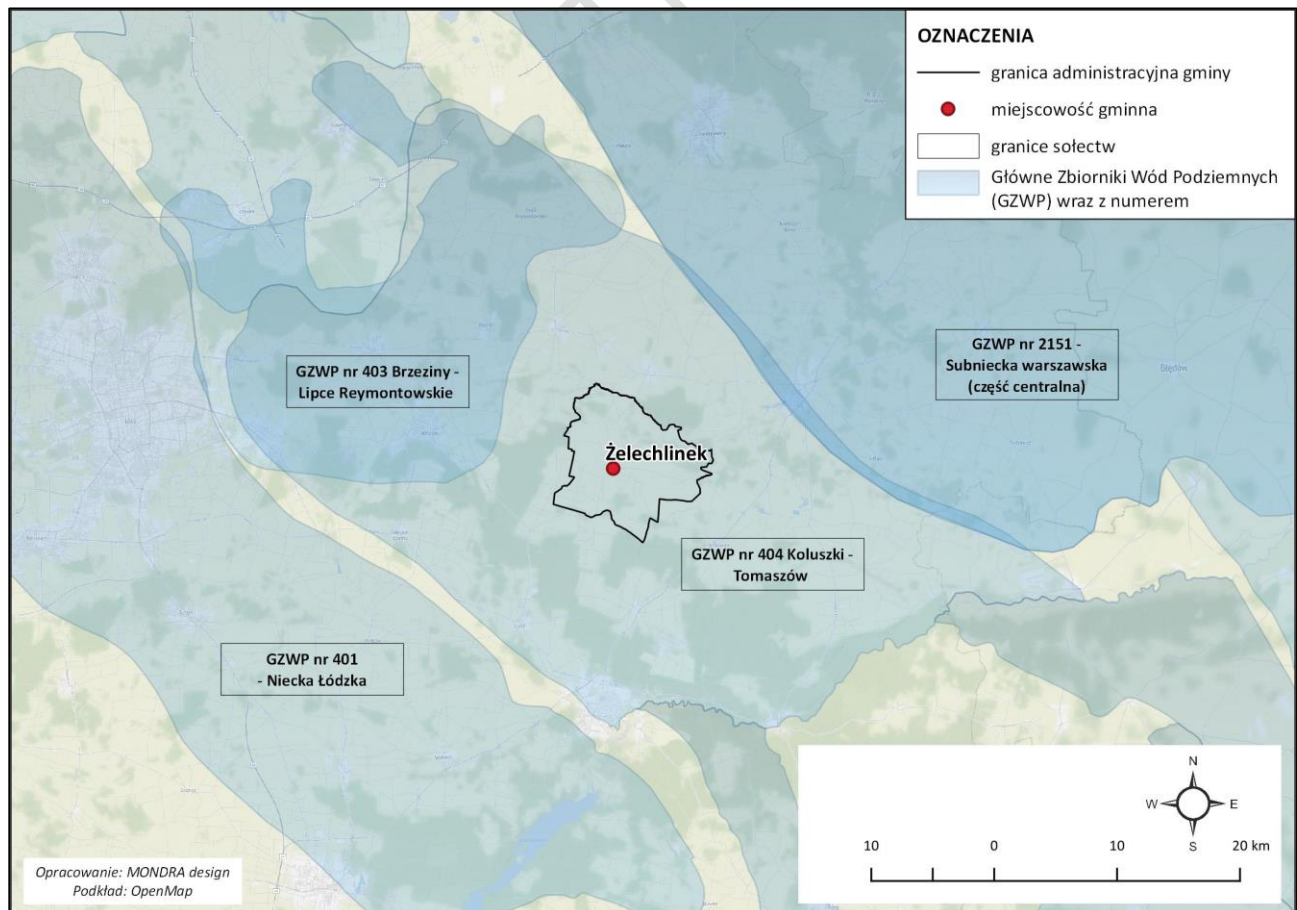 OZNACZENIA
granica administracyjna gminy
miejscowość gminna
granice sołectw
Główne Zbiorniki Wód Podziemnych
(GZWP) wraz z numerem
GZWP nr 2151 -
Subniecka warszawska
(część centralna)
GZWP nr 403 Brzeziny -
Lipce Reymontowskie
Żelechlinek
GZWP nr 404 Koluszki -
Tomaszów
GZWP nr 401
- Niecka Łódzka
N
W E
S
10 0 10 20 km
Opracowanie: MONDRA design
Podkład: OpenMap